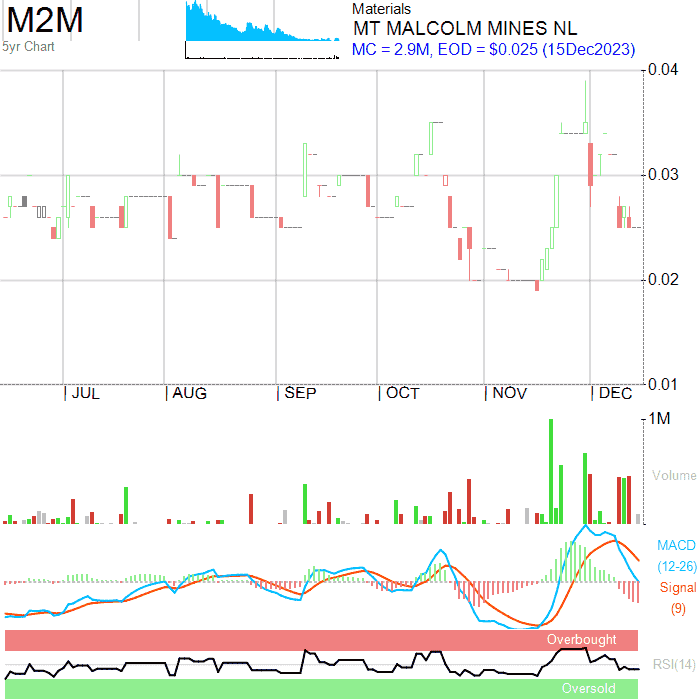 M2M
5yr Chart
Materials
MT MALCOLM MINES NL
MC = 2.9M, EOD = $0.025 (15Dec2023)
0.04
0.03
0.02
0.01
JUL
AUG
SEP
OCT
NOV
DEC
1M
Volume
MACD
(12-26)
Signal
(9)
Overbought
RSI(14)
Oversold